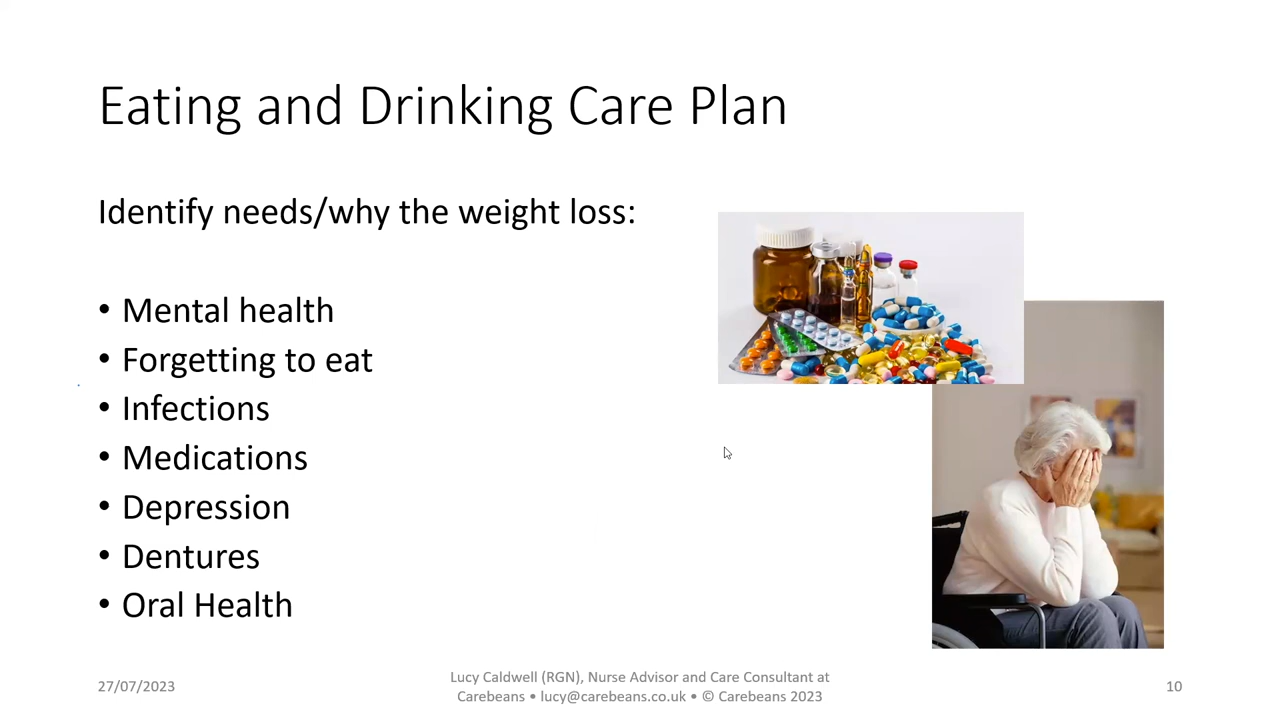 Eating and Drinking Care Plan
Identify needs/why the weight loss:
• Mental health
• Forgetting to eat
• Infections
• Medications
• Depression
• Dentures
• Oral Health
27/07/2023
Lucy Caldwell (RGN), Nurse Advisor and Care Consultant at
Carebeans • lucy@carebeans.co.uk • © Carebeans 2023
10